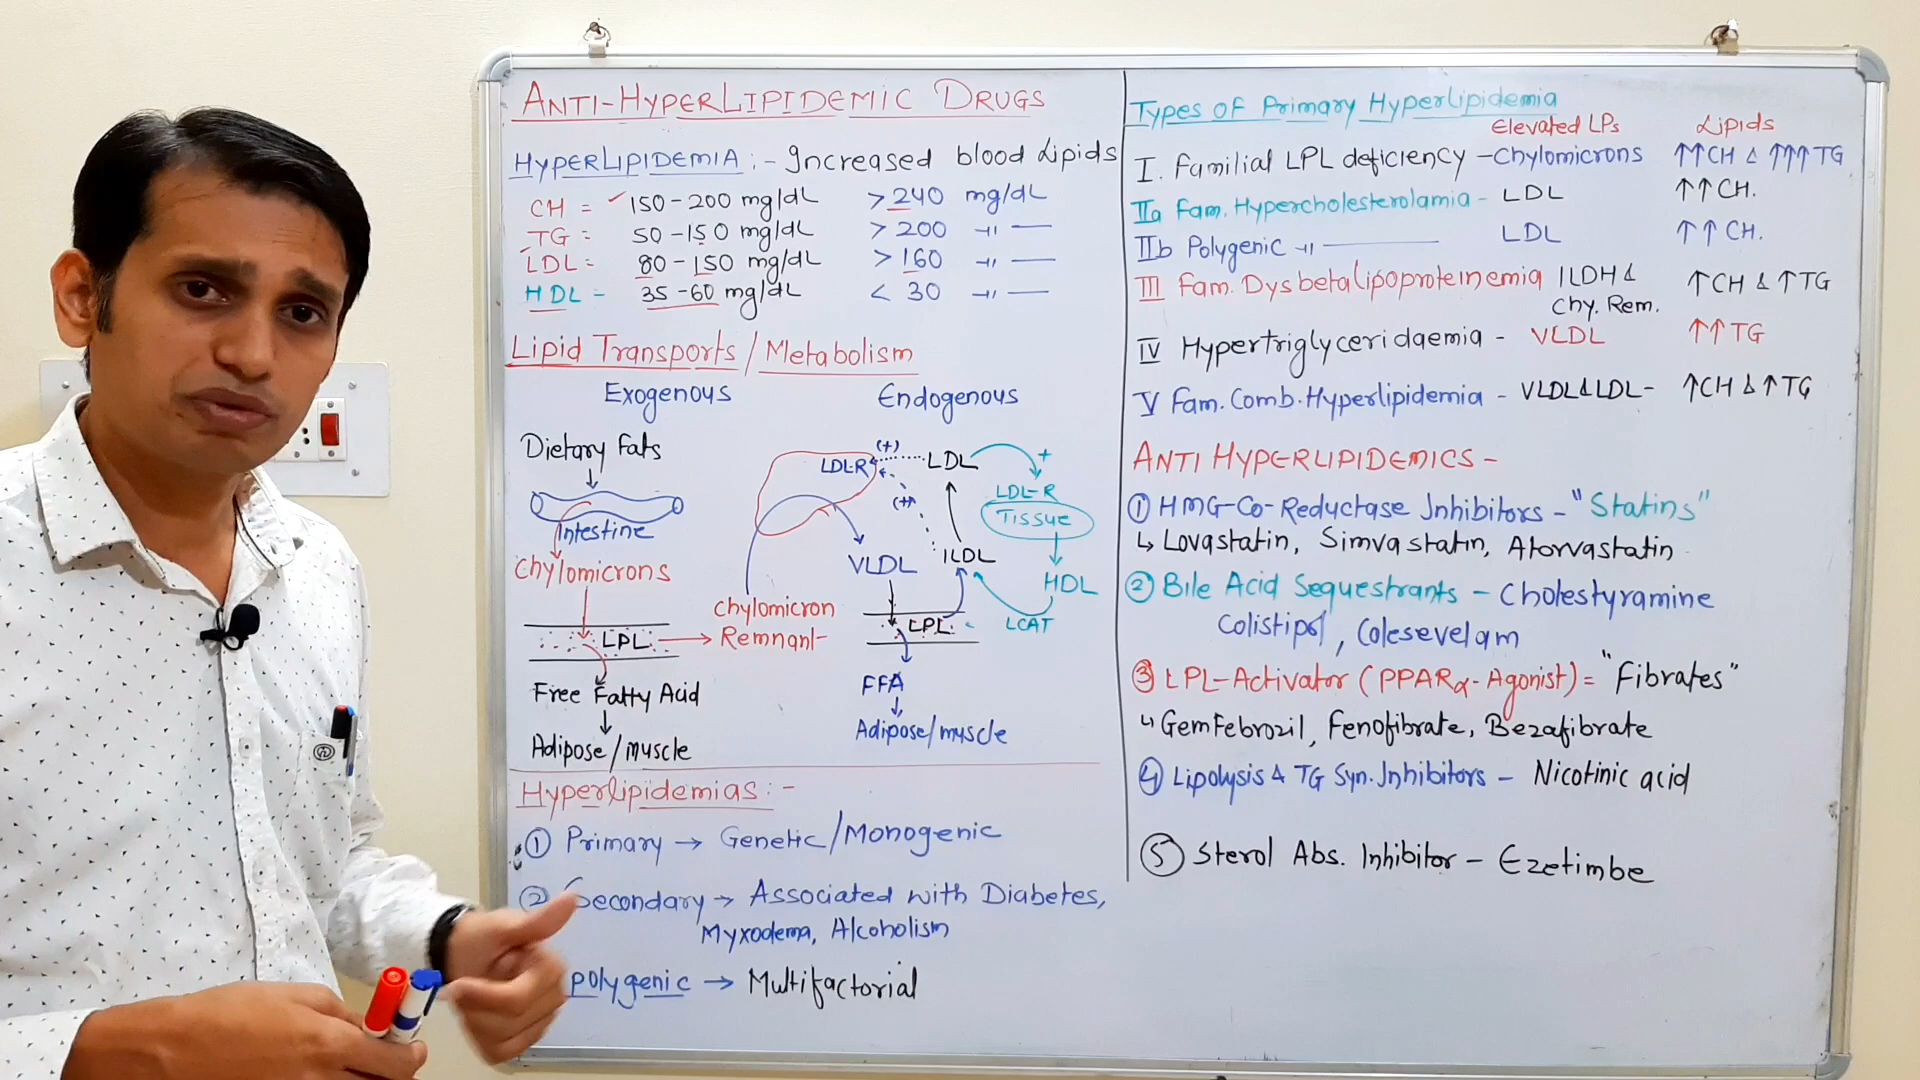 ANTI-HYPERLIPIDEMIC DRUGS
HYPERLIPIDEMIA :- Increased blood Lipids
CH = 150-200 mg/dL >240 mg/dL
TG = 50-150 mg/dL >200 -॥-
LDL= 80-150 mg/dL >160 -॥-
HDL - 35-60 mg/dL < 30 -॥-
Lipid Transports/Metabolism
Exogenous Endogenous
Dietary Fats
Intestine
Chylomicrons
LPL
Free Fatty Acid
Adipose/muscle
Chylomicron
Remnant
LDL-R (+) LDL +
(+)
LDL-R
TISSUE
VLDL ILDL HDL
LPL LCAT
FFA
Adipose/muscle
Hyperlipidemias:-
① Primary → Genetic/Monogenic
② Secondary → Associated with Diabetes,
Myxodema, Alcoholism
polygenic → Multifactorial
Types of Primary Hyperlipidemia
Elevated LPs Lipids
I. Familial LPL deficiency - Chylomicrons ↑↑CH & ↑↑↑TG
IIa Fam. Hypercholesterolamia - LDL ↑↑CH.
IIb Polygenic -॥- LDL ↑↑CH.
III Fam. Dysbetalipoproteinemia ILDH & ↑CH & ↑TG
Chy. Rem.
IV Hypertriglyceridaemia - VLDL ↑↑TG
V Fam. Comb. Hyperlipidemia - VLDL&LDL- ↑CH & ↑TG
ANTI HYPERLIPIDEMICS -
① HMG-Co-Reductase Inhibitors - "Statins"
↳ Lovastatin, Simvastatin, Atorvastatin
② Bile Acid Sequestrants - Cholestyramine
Colistipol, Colesevelam
③ LPL-Activator (PPARα-Agonist) = "Fibrates"
↳ Gemfebrozil, Fenofibrate, Bezafibrate
④ Lipolysis & TG Syn. Inhibitors - Nicotinic acid
⑤ Sterol Abs. Inhibitor - Ezetimbe